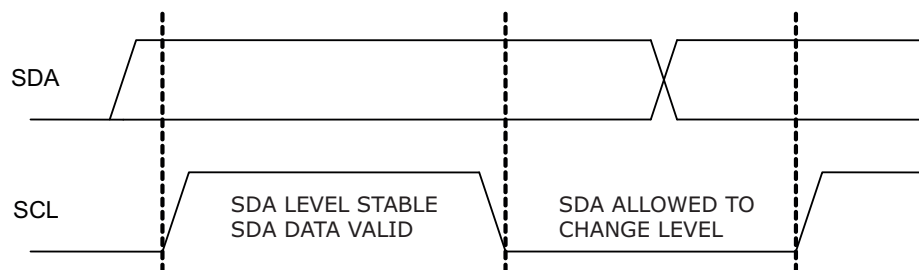 SDA
SCL
SDA LEVEL STABLE
SDA DATA VALID
SDA ALLOWED TO
CHANGE LEVEL